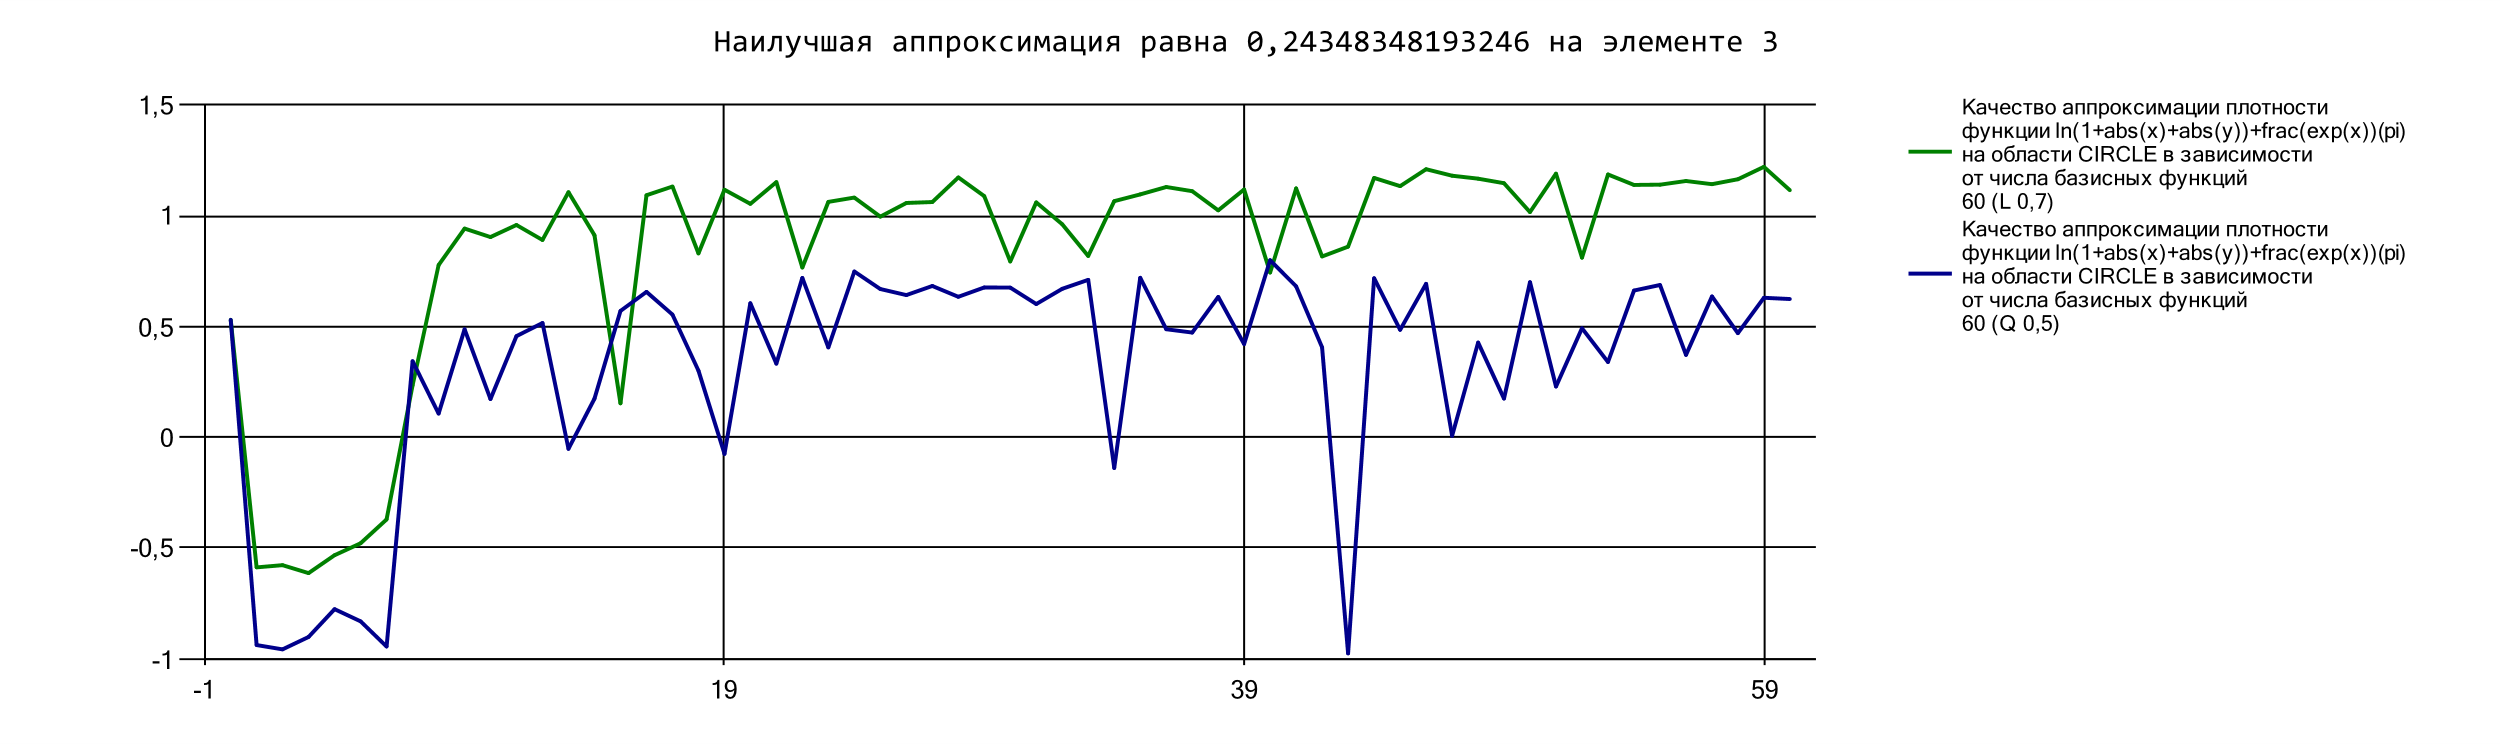 Наилучшая аппроксимация равна 0,243483481933246 на элементе 3
1,5
1
0,5
0
-0,5
-1
-1
19
39
59
Качество аппроксимации плотности
функции ln(1+abs(x)+abs(y))+frac(exp(x))(pi)
на области CIRCLE в зависимости
от числа базисных функций
60 (L 0,7)
Качество аппроксимации плотности
функции ln(1+abs(x)+abs(y))+frac(exp(x))(pi)
на области CIRCLE в зависимости
от числа базисных функций
60 (Q 0,5)